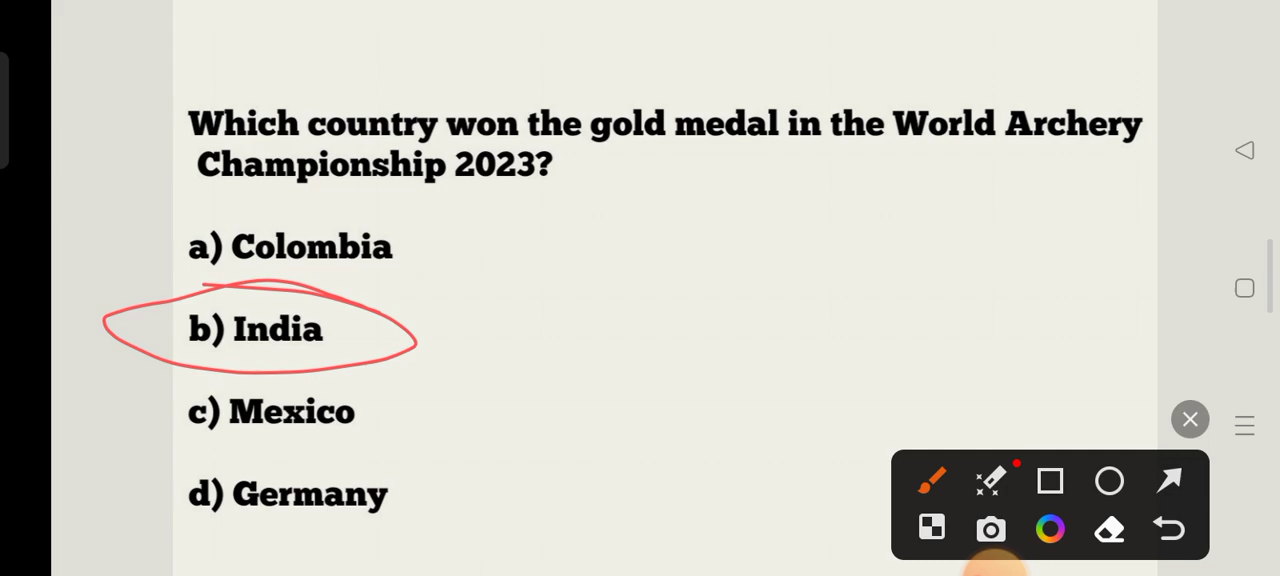 Which country won the gold medal in the World Archery
Championship 2023?
a) Colombia
b) India
c) Mexico
d) Germany